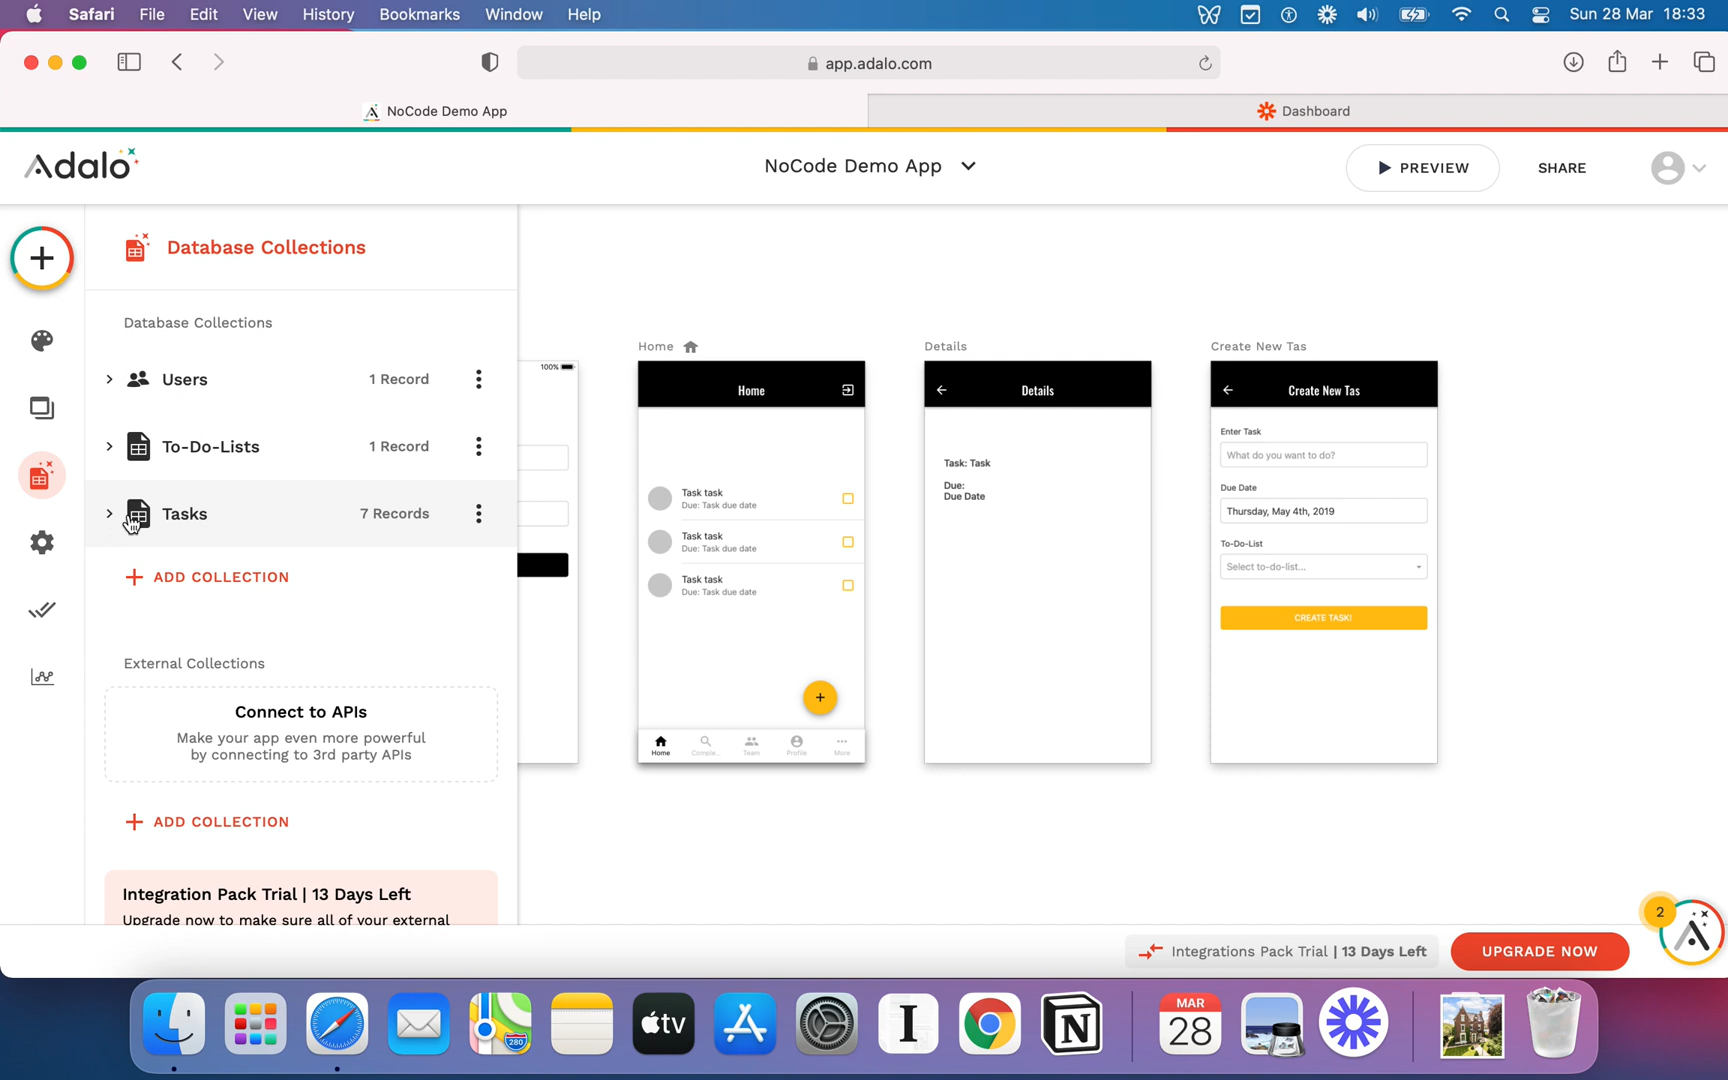 Safari File Edit View History Bookmarks Window Help Sun 28 Mar 18:33
app.adalo.com
NoCode Demo App Dashboard
Adalo NoCode Demo App PREVIEW SHARE
Database Collections
Database Collections
Users 1 Record
To-Do-Lists 1 Record
Tasks 7 Records
+ ADD COLLECTION
External Collections
Connect to APIs
Make your app even more powerful
by connecting to 3rd party APIs
+ ADD COLLECTION
Integration Pack Trial | 13 Days Left
Upgrade now to make sure all of your external
100%
Home
Home
Task task
Due: Task due date
Task task
Due: Task due date
Task task
Due: Task due date
+
Home Comple... Team Profile More
Details
Details
Task: Task
Due:
Due Date
Create New Tas
Create New Tas
Enter Task
What do you want to do?
Due Date
Thursday, May 4th, 2019
To-Do-List
Select to-do-list...
CREATE TASK!
2
Integrations Pack Trial | 13 Days Left UPGRADE NOW
280
tv
MAR
28